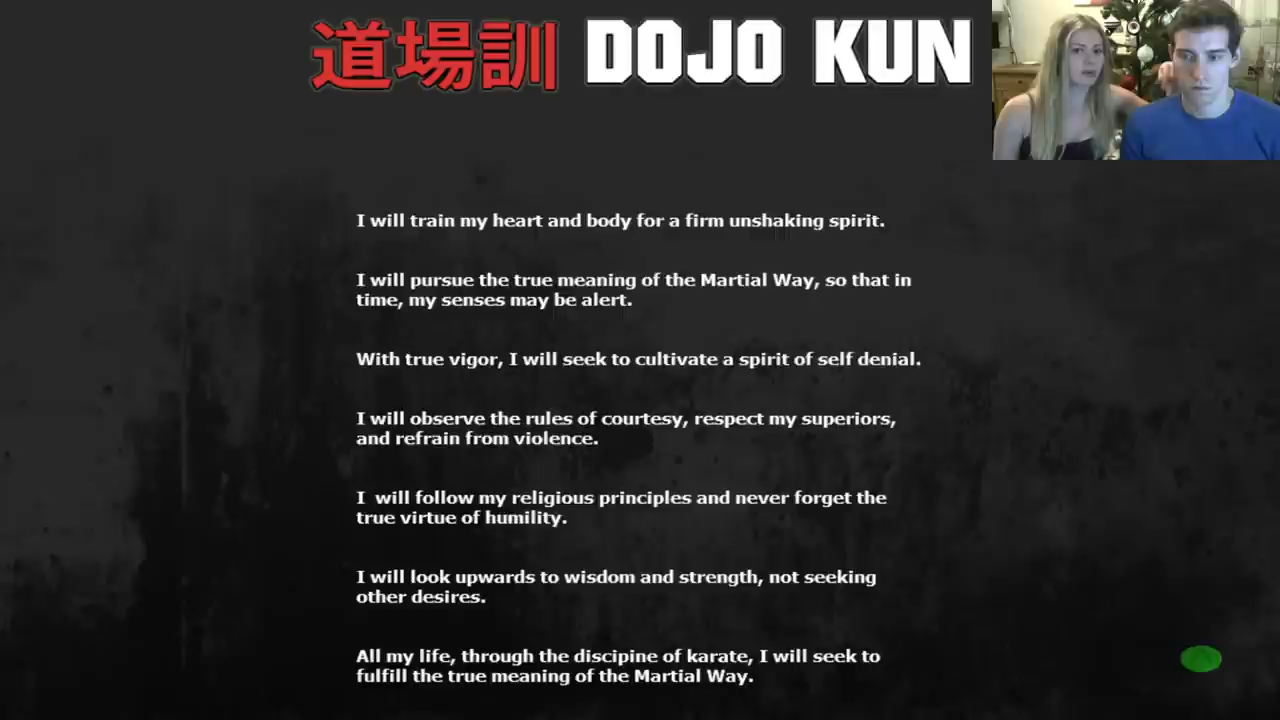 道場訓 DOJO KUN
I will train my heart and body for a firm unshaking spirit.
I will pursue the true meaning of the Martial Way, so that in
time, my senses may be alert.
With true vigor, I will seek to cultivate a spirit of self denial.
I will observe the rules of courtesy, respect my superiors,
and refrain from violence.
I  will follow my religious principles and never forget the
true virtue of humility.
I will look upwards to wisdom and strength, not seeking
other desires.
All my life, through the discipine of karate, I will seek to
fulfill the true meaning of the Martial Way.